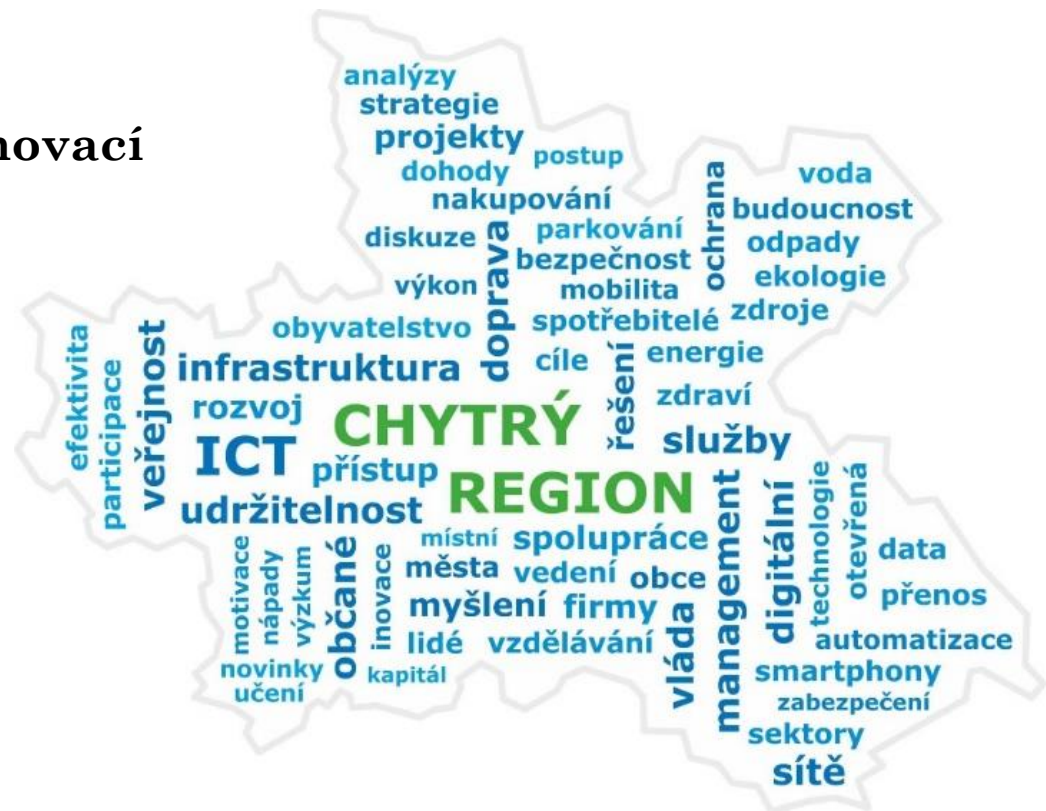 novací
analýzy
strategie
projekty
dohody
postup
nakupování
diskuze
doprava
parkování
bezpečnost
výkon
mobilita
ochrana
voda
budoucnost
odpady
ekologie
zdroje
obyvatelstvo
spotřebitelé
efektivita
participace
veřejnost
infrastruktura
cíle
řešení
energie
rozvoj
zdraví
CHYTRÝ
ICT
přístup
služby
REGION
udržitelnost
místní
spolupráce
města
vedení
obce
myšlení
firmy
lidé
vzdělávání
motivace
nápady
výzkum
občané
inovace
novinky
učení
kapitál
vláda
management
digitální
technologie
otevřená
data
přenos
automatizace
smartphony
zabezpečení
sektory
sítě